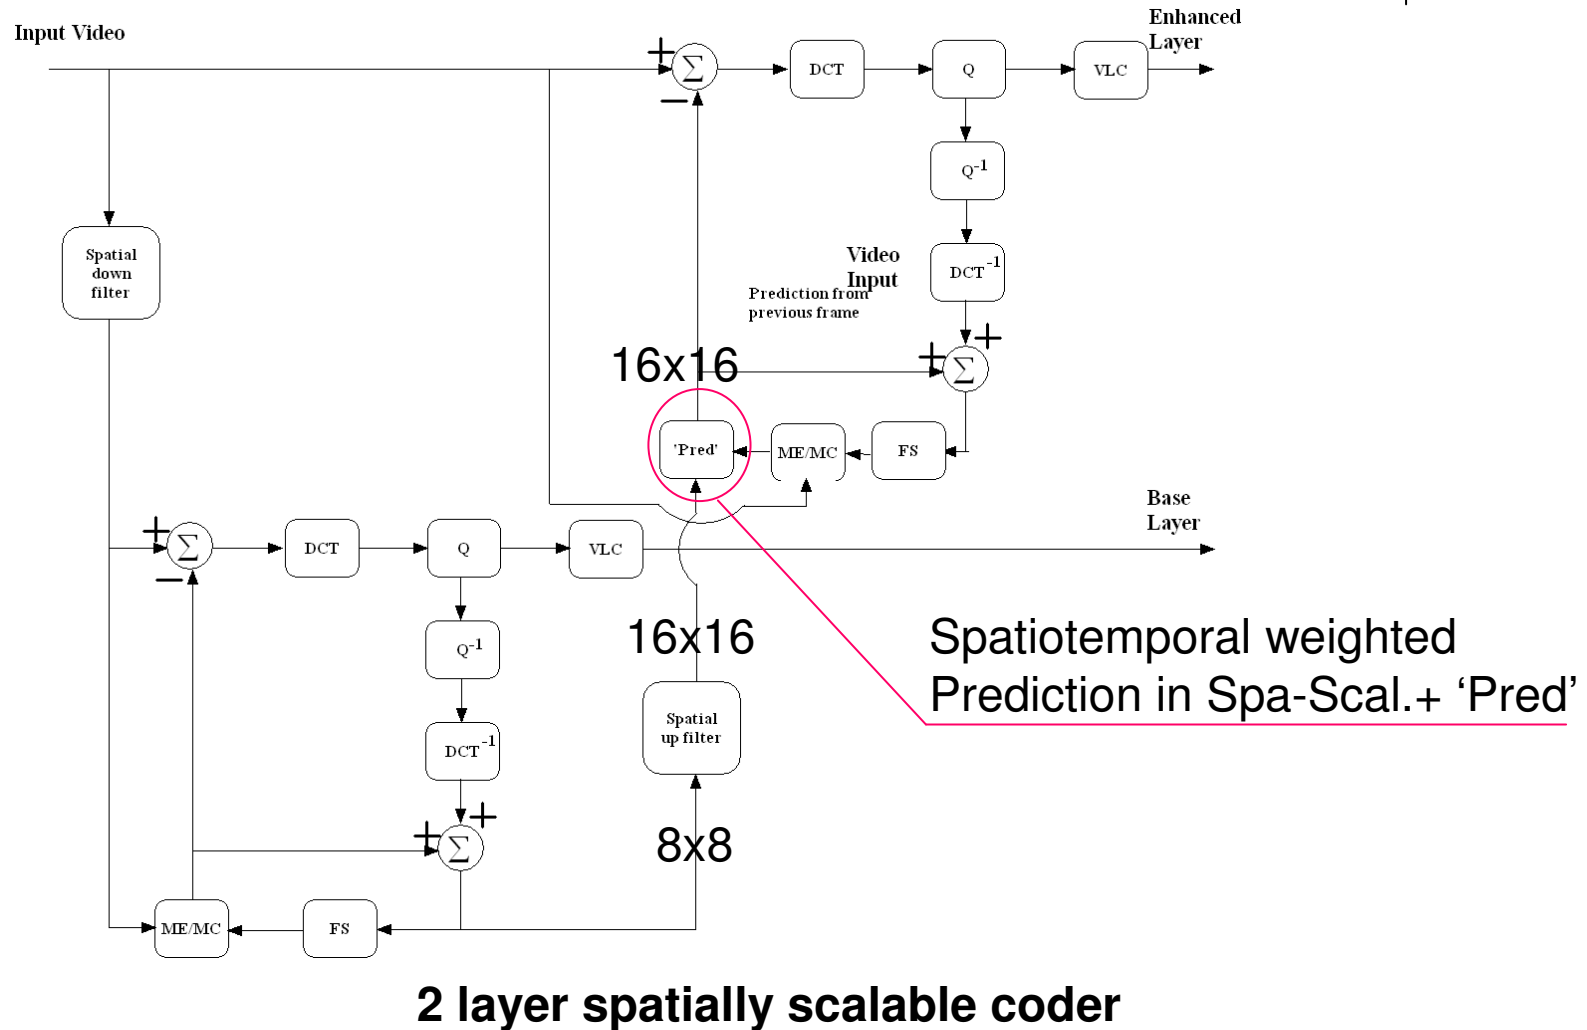 Input Video
Enhanced
Layer
+
Σ
−
DCT
Q
VLC
Q-1
Spatial
down
filter
Video
Input
DCT-1
Prediction from
previous frame
+
+
Σ
16x16
'Pred'
ME/MC
FS
Base
Layer
+
Σ
−
DCT
Q
VLC
16x16
Q-1
Spatiotemporal weighted
Prediction in Spa-Scal.+ ‘Pred’
Spatial
up filter
DCT-1
+
+
Σ
8x8
ME/MC
FS
2 layer spatially scalable coder